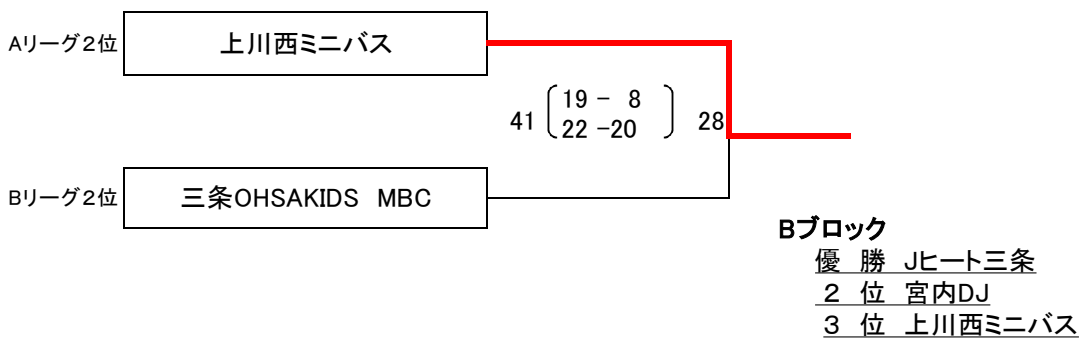 Aリーグ２位 上川西ミニバス
41 19 － 8 28
22 －20
Bリーグ２位 三条OHSAKIDS　MBC
Bブロック
優　勝　Jヒート三条
２　位　宮内DJ
３　位　上川西ミニバス